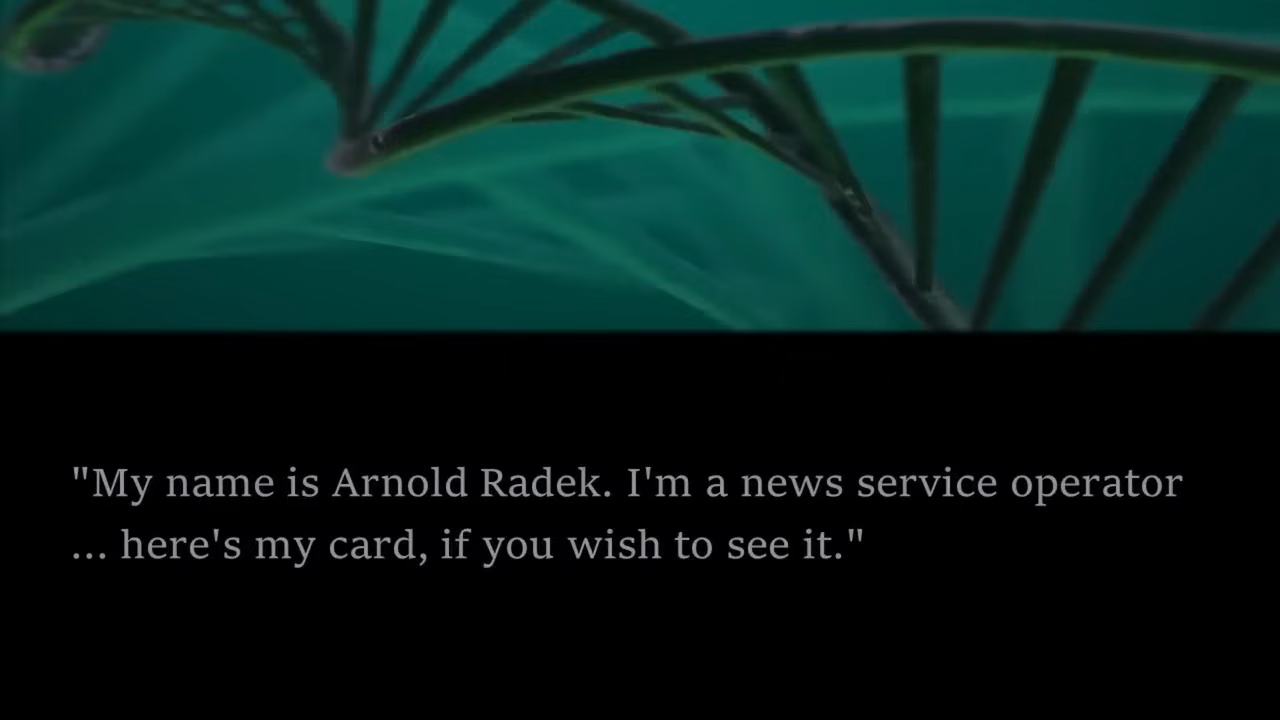 "My name is Arnold Radek. I'm a news service operator
... here's my card, if you wish to see it."